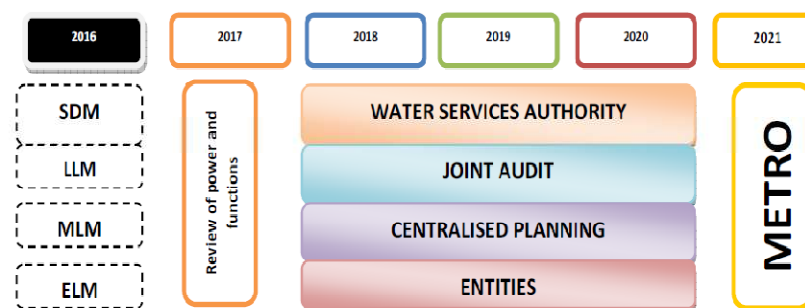 2016
2017
2018
2019
2020
2021
SDM
LLM
MLM
ELM
Review of power and
functions
WATER SERVICES AUTHORITY
JOINT AUDIT
CENTRALISED PLANNING
ENTITIES
METRO